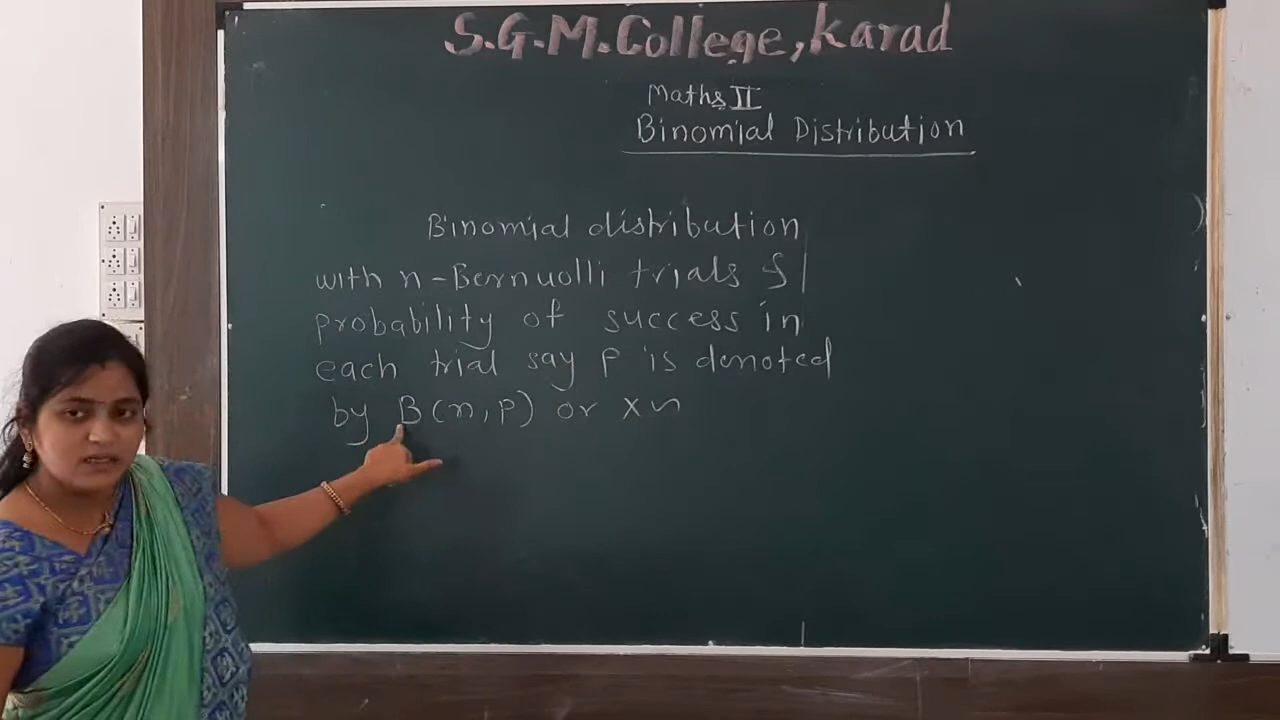 S.G.M. College, Karad
Maths II
Binomial Distribution
Binomial distribution
with n-Bernuolli trials &
probability of success in
each trial say p is denoted
by B(n,p) or X~